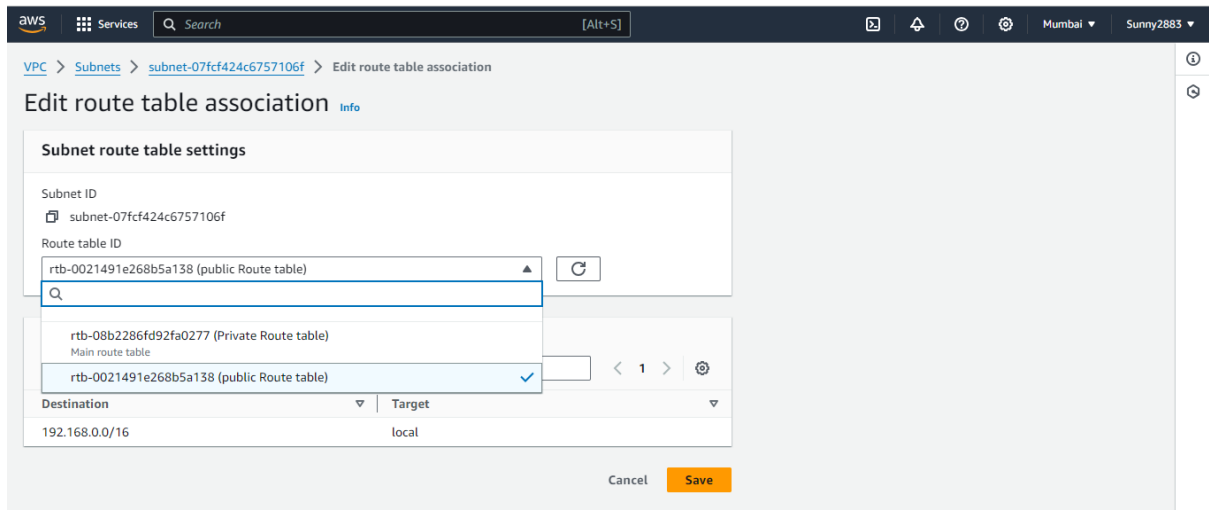 aws Services Search [Alt+S] Mumbai Sunny2883
VPC > Subnets > subnet-07fcf424c6757106f > Edit route table association
Edit route table association Info
Subnet route table settings
Subnet ID
subnet-07fcf424c6757106f
Route table ID
rtb-0021491e268b5a138 (public Route table)
rtb-08b2286fd92fa0277 (Private Route table)
Main route table
1
rtb-0021491e268b5a138 (public Route table)
Destination Target
192.168.0.0/16 local
Cancel Save